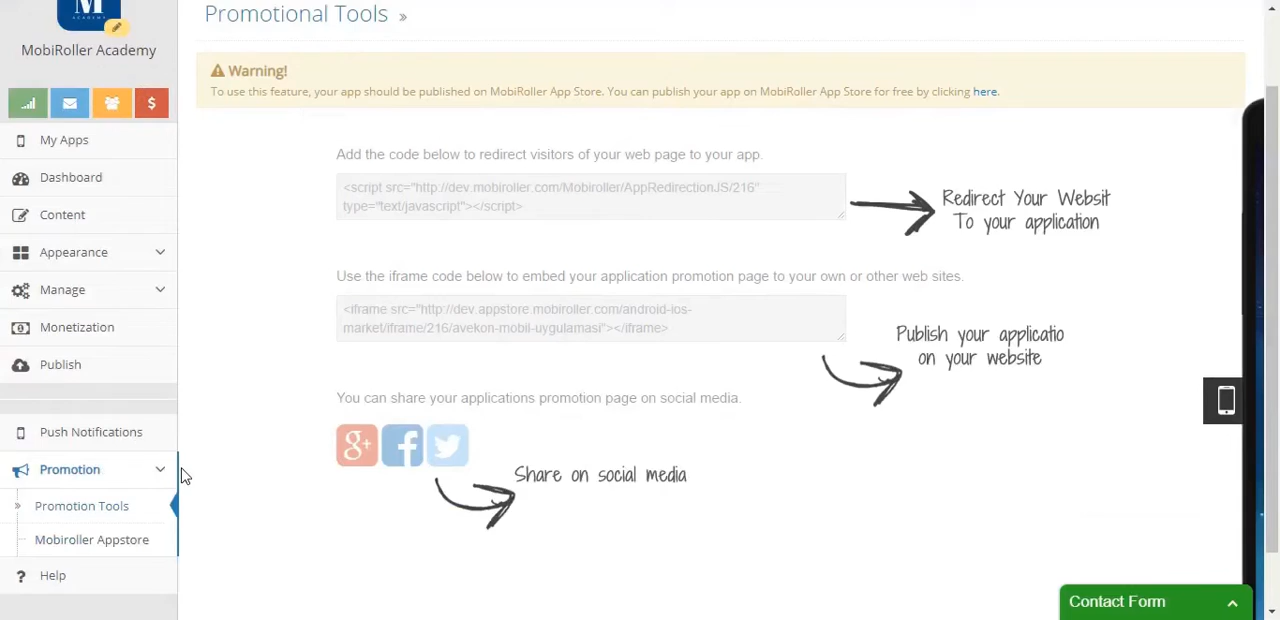 M
ACADEMY
MobiRoller Academy
$
My Apps
Dashboard
Content
Appearance
Manage
Monetization
Publish
Push Notifications
Promotion
» Promotion Tools
Mobiroller Appstore
? Help
Promotional Tools »
Warning!
To use this feature, your app should be published on MobiRoller App Store. You can publish your app on MobiRoller App Store for free by clicking here.
Add the code below to redirect visitors of your web page to your app.
<script src="http://dev.mobiroller.com/Mobiroller/AppRedirectionJS/216"
type="text/javascript"></script>
Redirect Your Websit
To your application
Use the iframe code below to embed your application promotion page to your own or other web sites.
<iframe src="http://dev.appstore.mobiroller.com/android-ios-
market/iframe/216/avekon-mobil-uygulamasi"></iframe>
Publish your applicatio
on your website
You can share your applications promotion page on social media.
g+ f
Share on social media
Contact Form